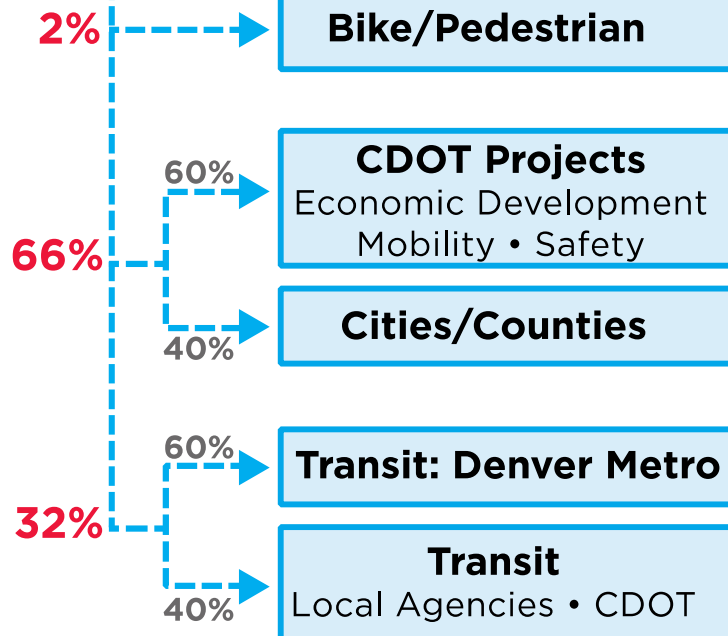 2%
Bike/Pedestrian
60%
CDOT Projects
Economic Development
Mobility • Safety
66%
40%
Cities/Counties
60%
Transit: Denver Metro
32%
40%
Transit
Local Agencies • CDOT